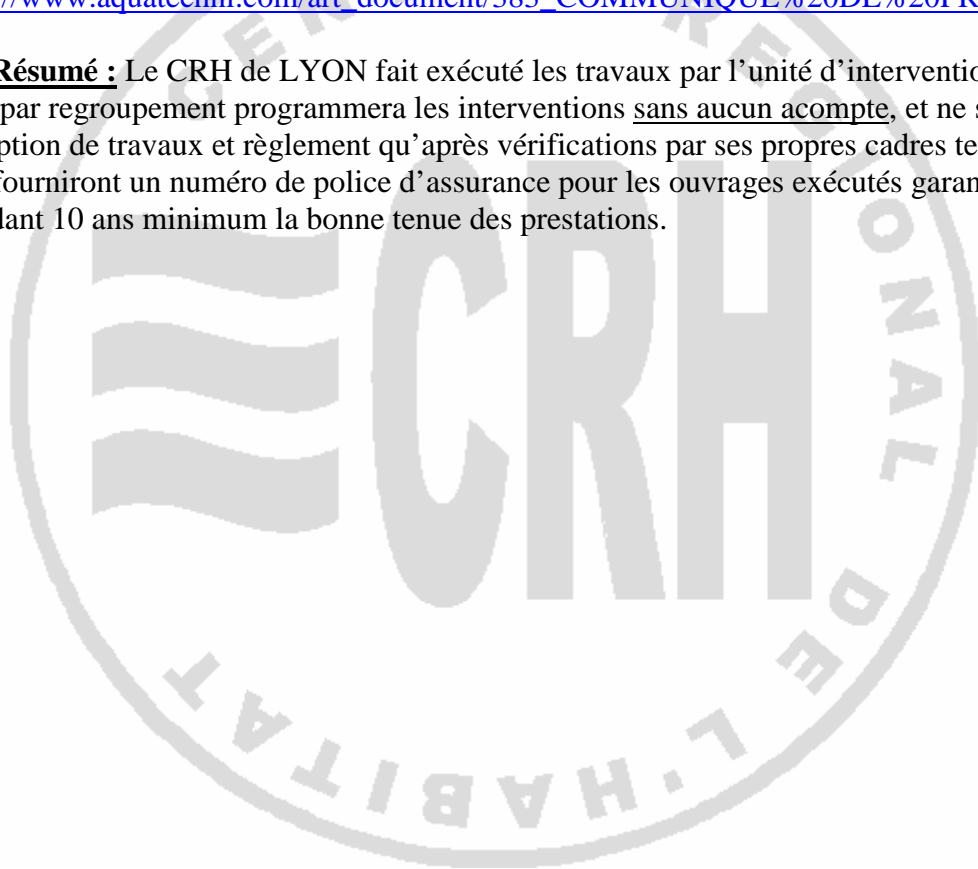 //www.aquatechni.com/art_document/383_COMMUNIQUE%20DE%20PR
Résumé : Le CRH de LYON fait exécuté les travaux par l’unité d’interventio
par regroupement programmera les interventions sans aucun acompte, et ne s
ption de travaux et règlement qu’après vérifications par ses propres cadres te
fourniront un numéro de police d’assurance pour les ouvrages exécutés garan
dant 10 ans minimum la bonne tenue des prestations.
CRH
REGIONAL DE L'HABITAT